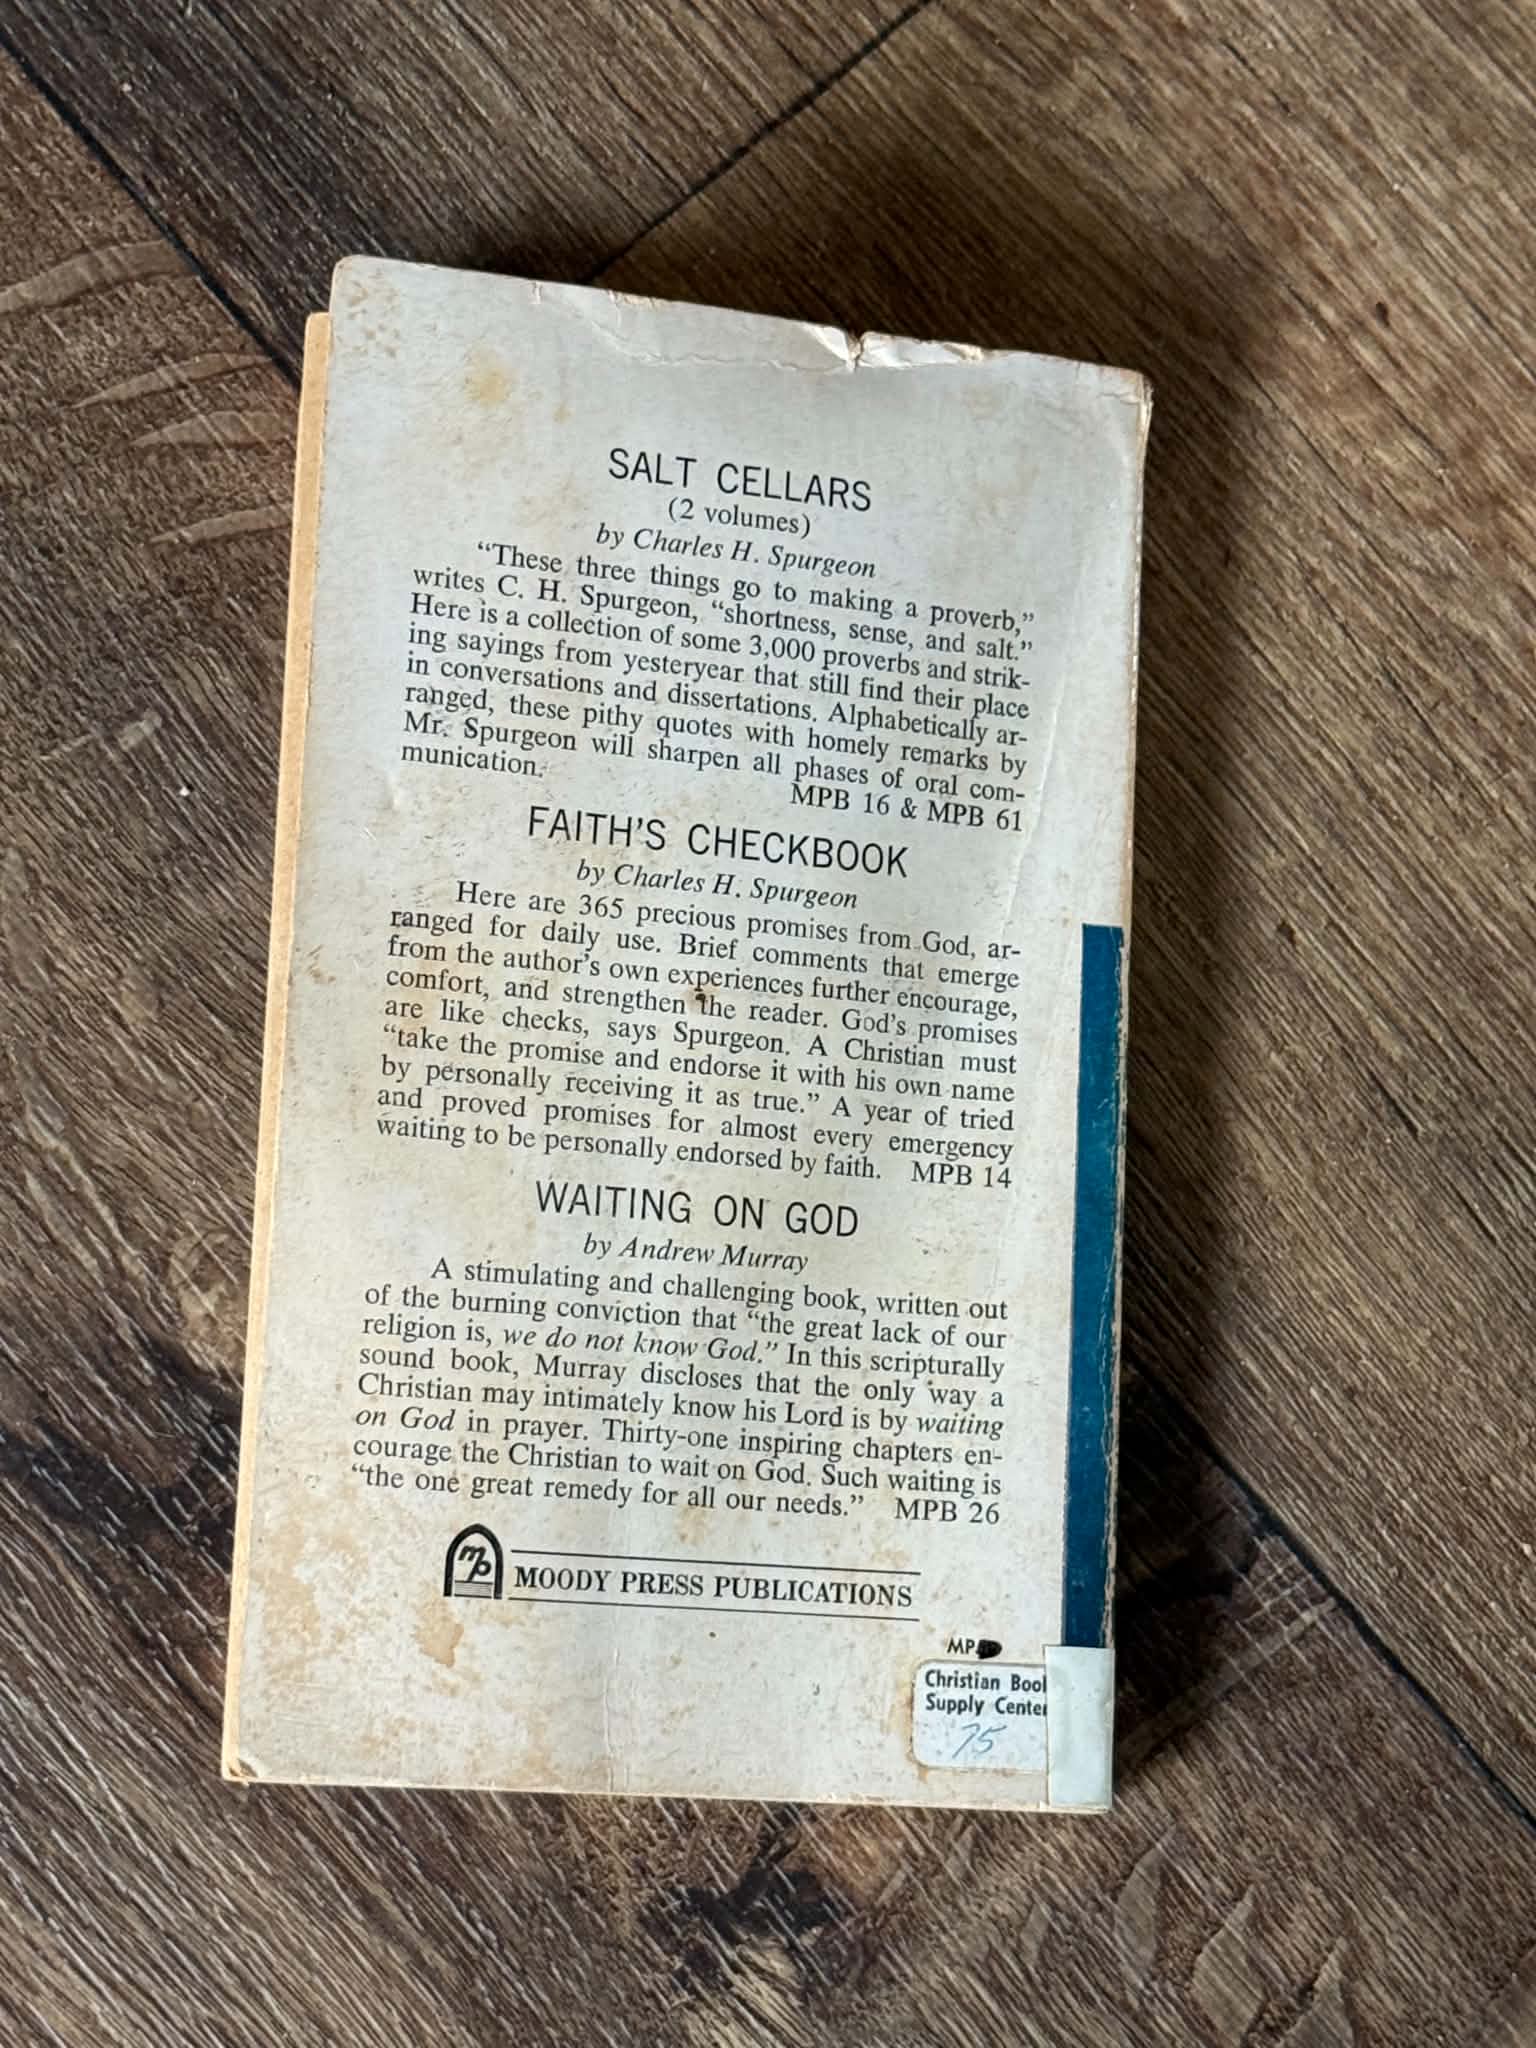 SALT CELLARS
(2 volumes)
by Charles H. Spurgeon
“These three things go to making a proverb,”
writes C. H. Spurgeon, “shortness, sense, and salt.”
Here is a collection of some 3,000 proverbs and strik-
ing sayings from yesteryear that still find their place
in conversations and dissertations. Alphabetically ar-
ranged, these pithy quotes with homely remarks by
Mr. Spurgeon will sharpen all phases of oral com-
munication.
MPB 16 & MPB 61
FAITH’S CHECKBOOK
by Charles H. Spurgeon
Here are 365 precious promises from God, ar-
ranged for daily use. Brief comments that emerge
from the author’s own experiences further encourage,
comfort, and strengthen the reader. God’s promises
are like checks, says Spurgeon. A Christian must
“take the promise and endorse it with his own name
by personally receiving it as true.” A year of tried
and proved promises for almost every emergency
waiting to be personally endorsed by faith. MPB 14
WAITING ON GOD
by Andrew Murray
A stimulating and challenging book, written out
of the burning conviction that “the great lack of our
religion is, we do not know God.” In this scripturally
sound book, Murray discloses that the only way a
Christian may intimately know his Lord is by waiting
on God in prayer. Thirty-one inspiring chapters en-
courage the Christian to wait on God. Such waiting is
“the one great remedy for all our needs.” MPB 26
mp MOODY PRESS PUBLICATIONS
Christian Book
Supply Center
.75